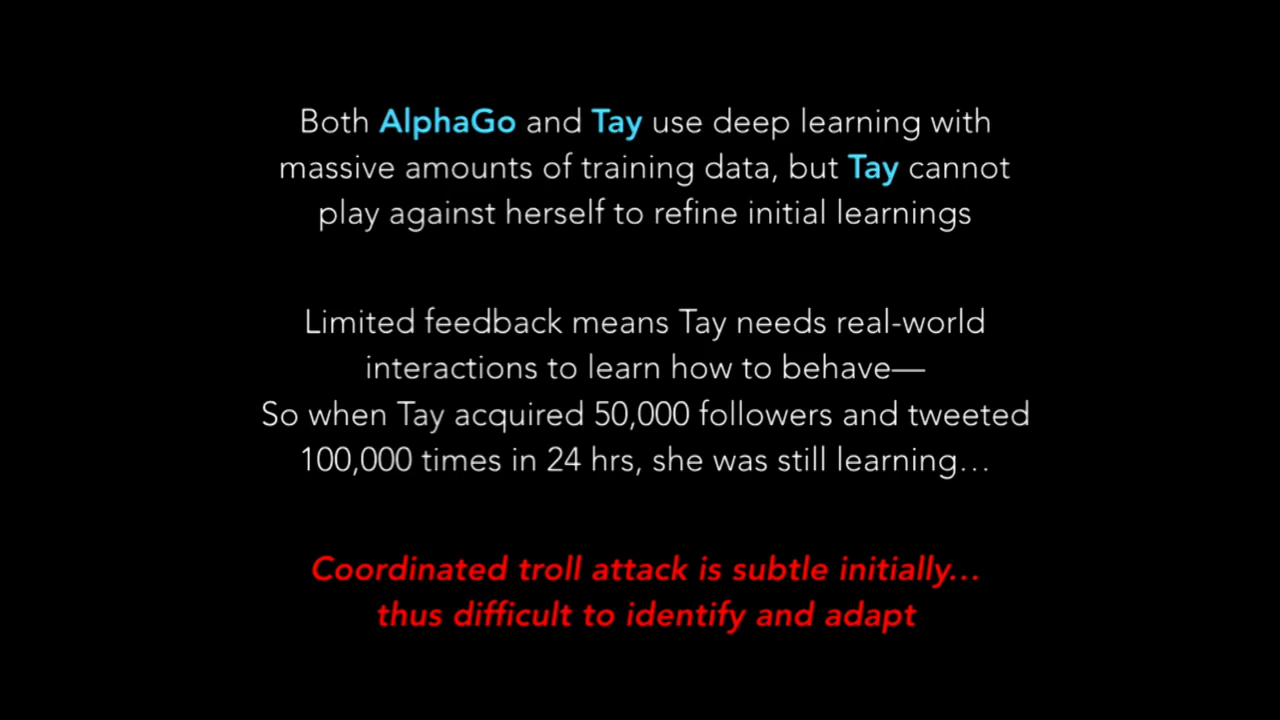 Both AlphaGo and Tay use deep learning with
massive amounts of training data, but Tay cannot
play against herself to refine initial learnings
Limited feedback means Tay needs real-world
interactions to learn how to behave—
So when Tay acquired 50,000 followers and tweeted
100,000 times in 24 hrs, she was still learning…
Coordinated troll attack is subtle initially…
thus difficult to identify and adapt